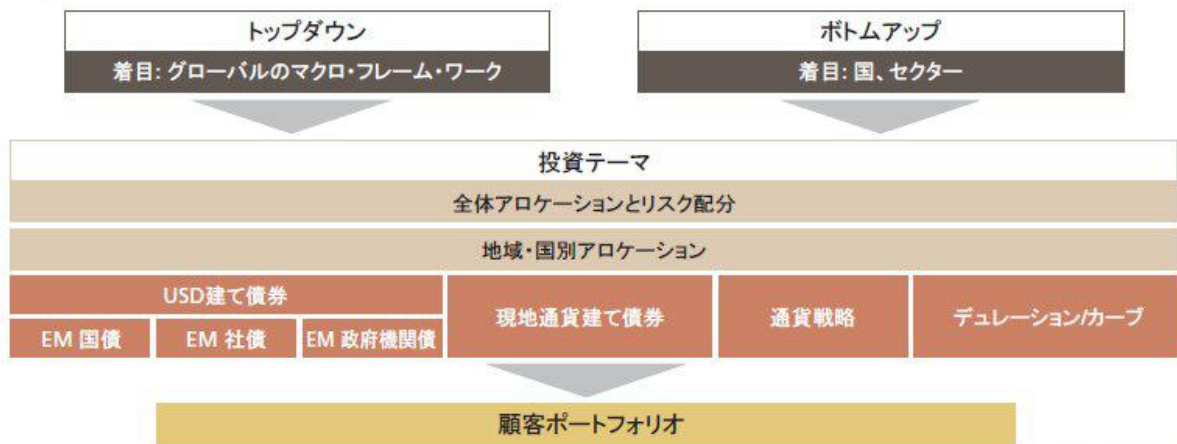 トップダウン
着目: グローバルのマクロ・フレーム・ワーク
ボトムアップ
着目: 国、セクター
投資テーマ
全体アロケーションとリスク配分
地域・国別アロケーション
USD建て債券
EM 国債
EM 社債
EM 政府機関債
現地通貨建て債券
通貨戦略
デュレーション/カーブ
顧客ポートフォリオ